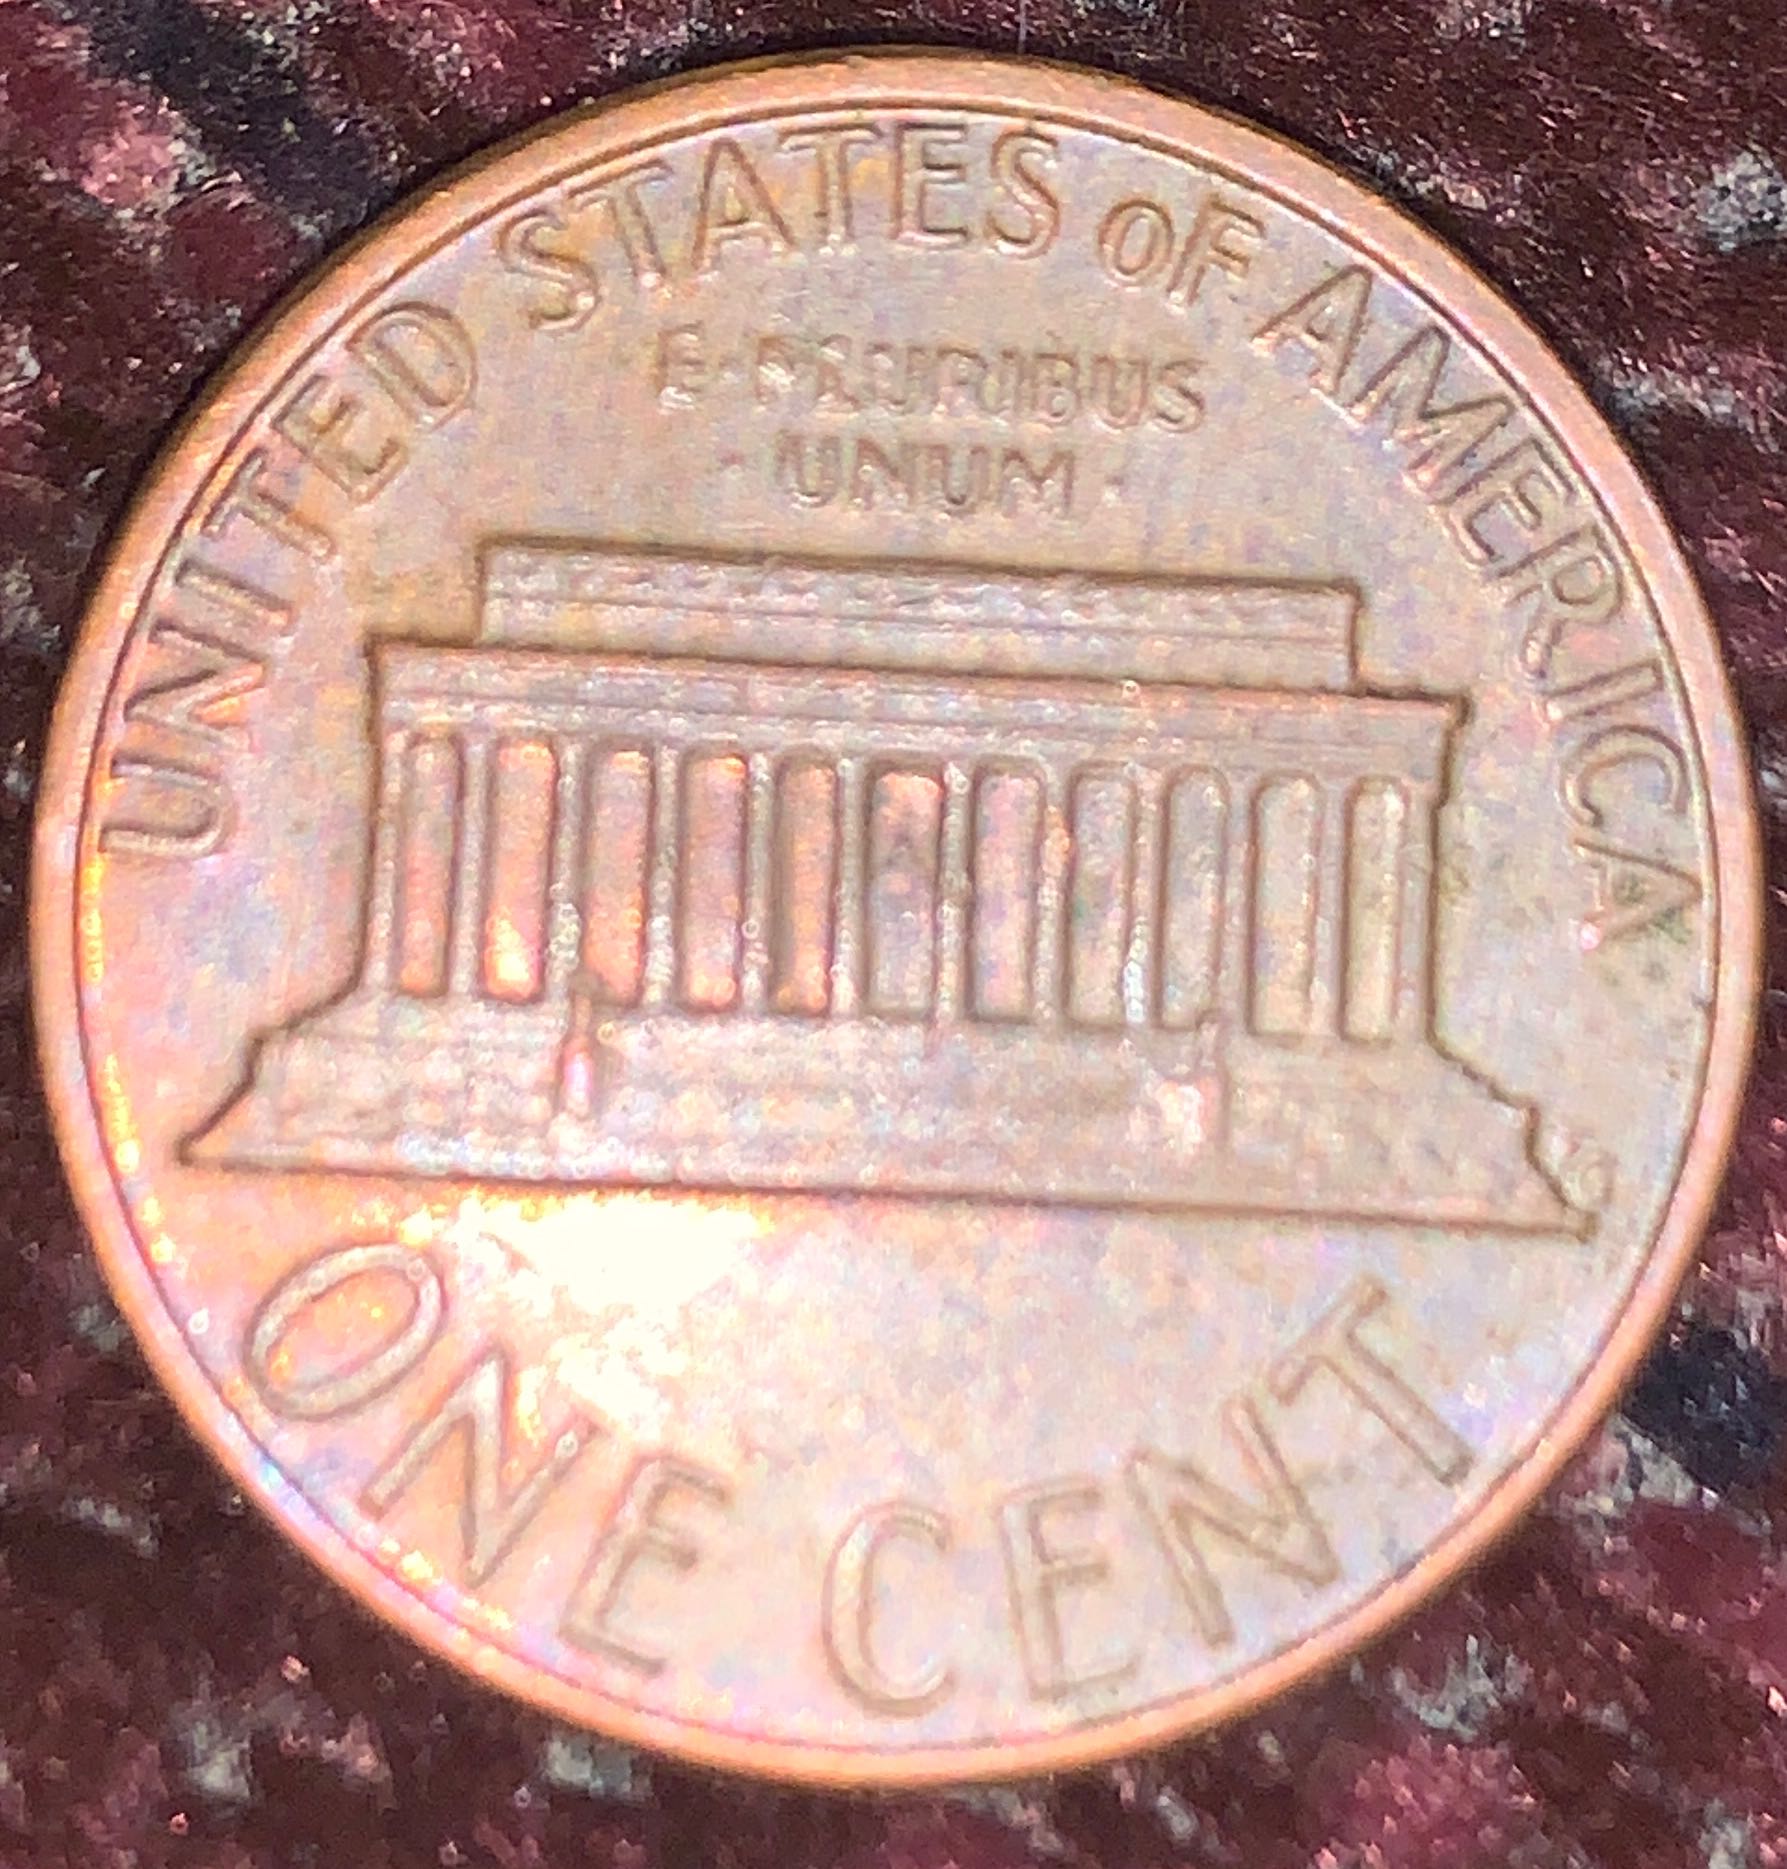 UNITED STATES OF AMERICA
E·PLURIBUS
·UNUM·
ONE CENT